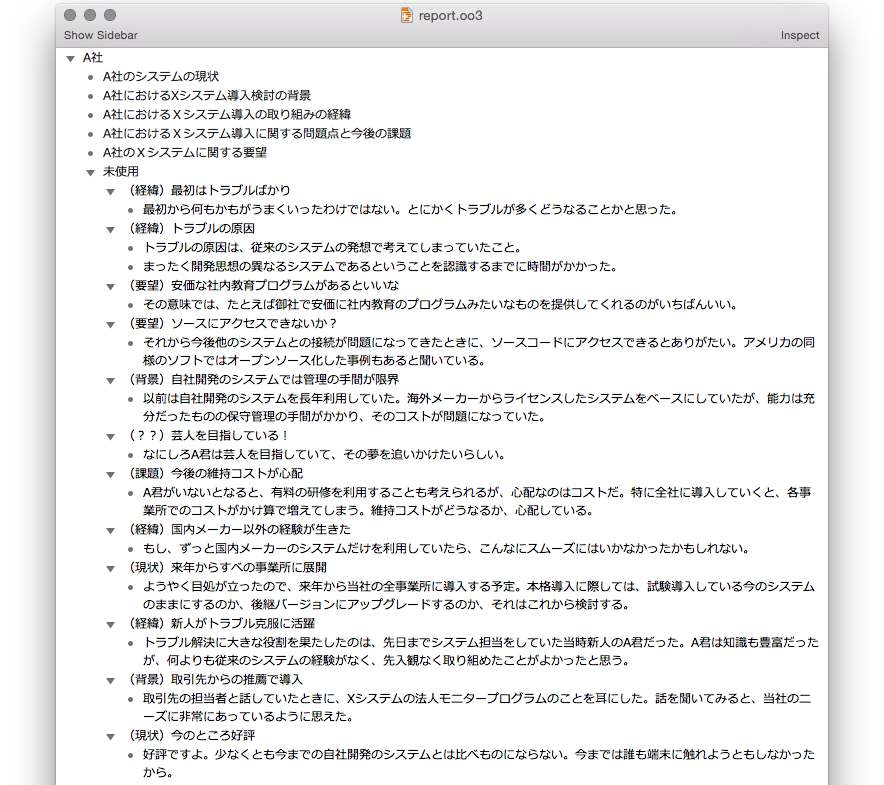 report.oo3
Show Sidebar
Inspect
A社
A社のシステムの現状
A社におけるXシステム導入検討の背景
A社におけるＸシステム導入の取り組みの経緯
A社におけるＸシステム導入に関する問題点と今後の課題
A社のＸシステムに関する要望
未使用
（経緯）最初はトラブルばかり
最初から何もかもがうまくいったわけではない。とにかくトラブルが多くどうなることかと思った。
（経緯）トラブルの原因
トラブルの原因は、従来のシステムの発想で考えてしまっていたこと。
まったく開発思想の異なるシステムであるということを認識するまでに時間がかかった。
（要望）安価な社内教育プログラムがあるといいな
その意味では、たとえば御社で安価に社内教育のプログラムみたいなものを提供してくれるのがいちばんいい。
（要望）ソースにアクセスできないか？
それから今後他のシステムとの接続が問題になってきたときに、ソースコードにアクセスできるとありがたい。アメリカの同
様のソフトではオープンソース化した事例もあると聞いている。
（背景）自社開発のシステムでは管理の手間が限界
以前は自社開発のシステムを長年利用していた。海外メーカーからライセンスしたシステムをベースにしていたが、能力は充
分だったものの保守管理の手間がかかり、そのコストが問題になっていた。
（？？）芸人を目指している！
なにしろA君は芸人を目指していて、その夢を追いかけたいらしい。
（課題）今後の維持コストが心配
A君がいないとなると、有料の研修を利用することも考えられるが、心配なのはコストだ。特に全社に導入していくと、各事
業所でのコストがかけ算で増えてしまう。維持コストがどうなるか、心配している。
（経緯）国内メーカー以外の経験が生きた
もし、ずっと国内メーカーのシステムだけを利用していたら、こんなにスムーズにはいかなかったかもしれない。
（現状）来年からすべの事業所に展開
ようやく目処が立ったので、来年から当社の全事業所に導入する予定。本格導入に際しては、試験導入している今のシステム
のままにするのか、後継バージョンにアップグレードするのか、それはこれから検討する。
（経緯）新人がトラブル克服に活躍
トラブル解決に大きな役割を果たしたのは、先日までシステム担当をしていた当時新人のA君だった。A君は知識も豊富だった
が、何よりも従来のシステムの経験がなく、先入観なく取り組めたことがよかったと思う。
（背景）取引先からの推薦で導入
取引先の担当者と話していたときに、Xシステムの法人モニタープログラムのことを耳にした。話を聞いてみると、当社のニ
ーズに非常にあっているように思えた。
（現状）今のところ好評
好評ですよ。少なくとも今までの自社開発のシステムとは比べものにならない。今までは誰も端末に触れようともしなかった
から。